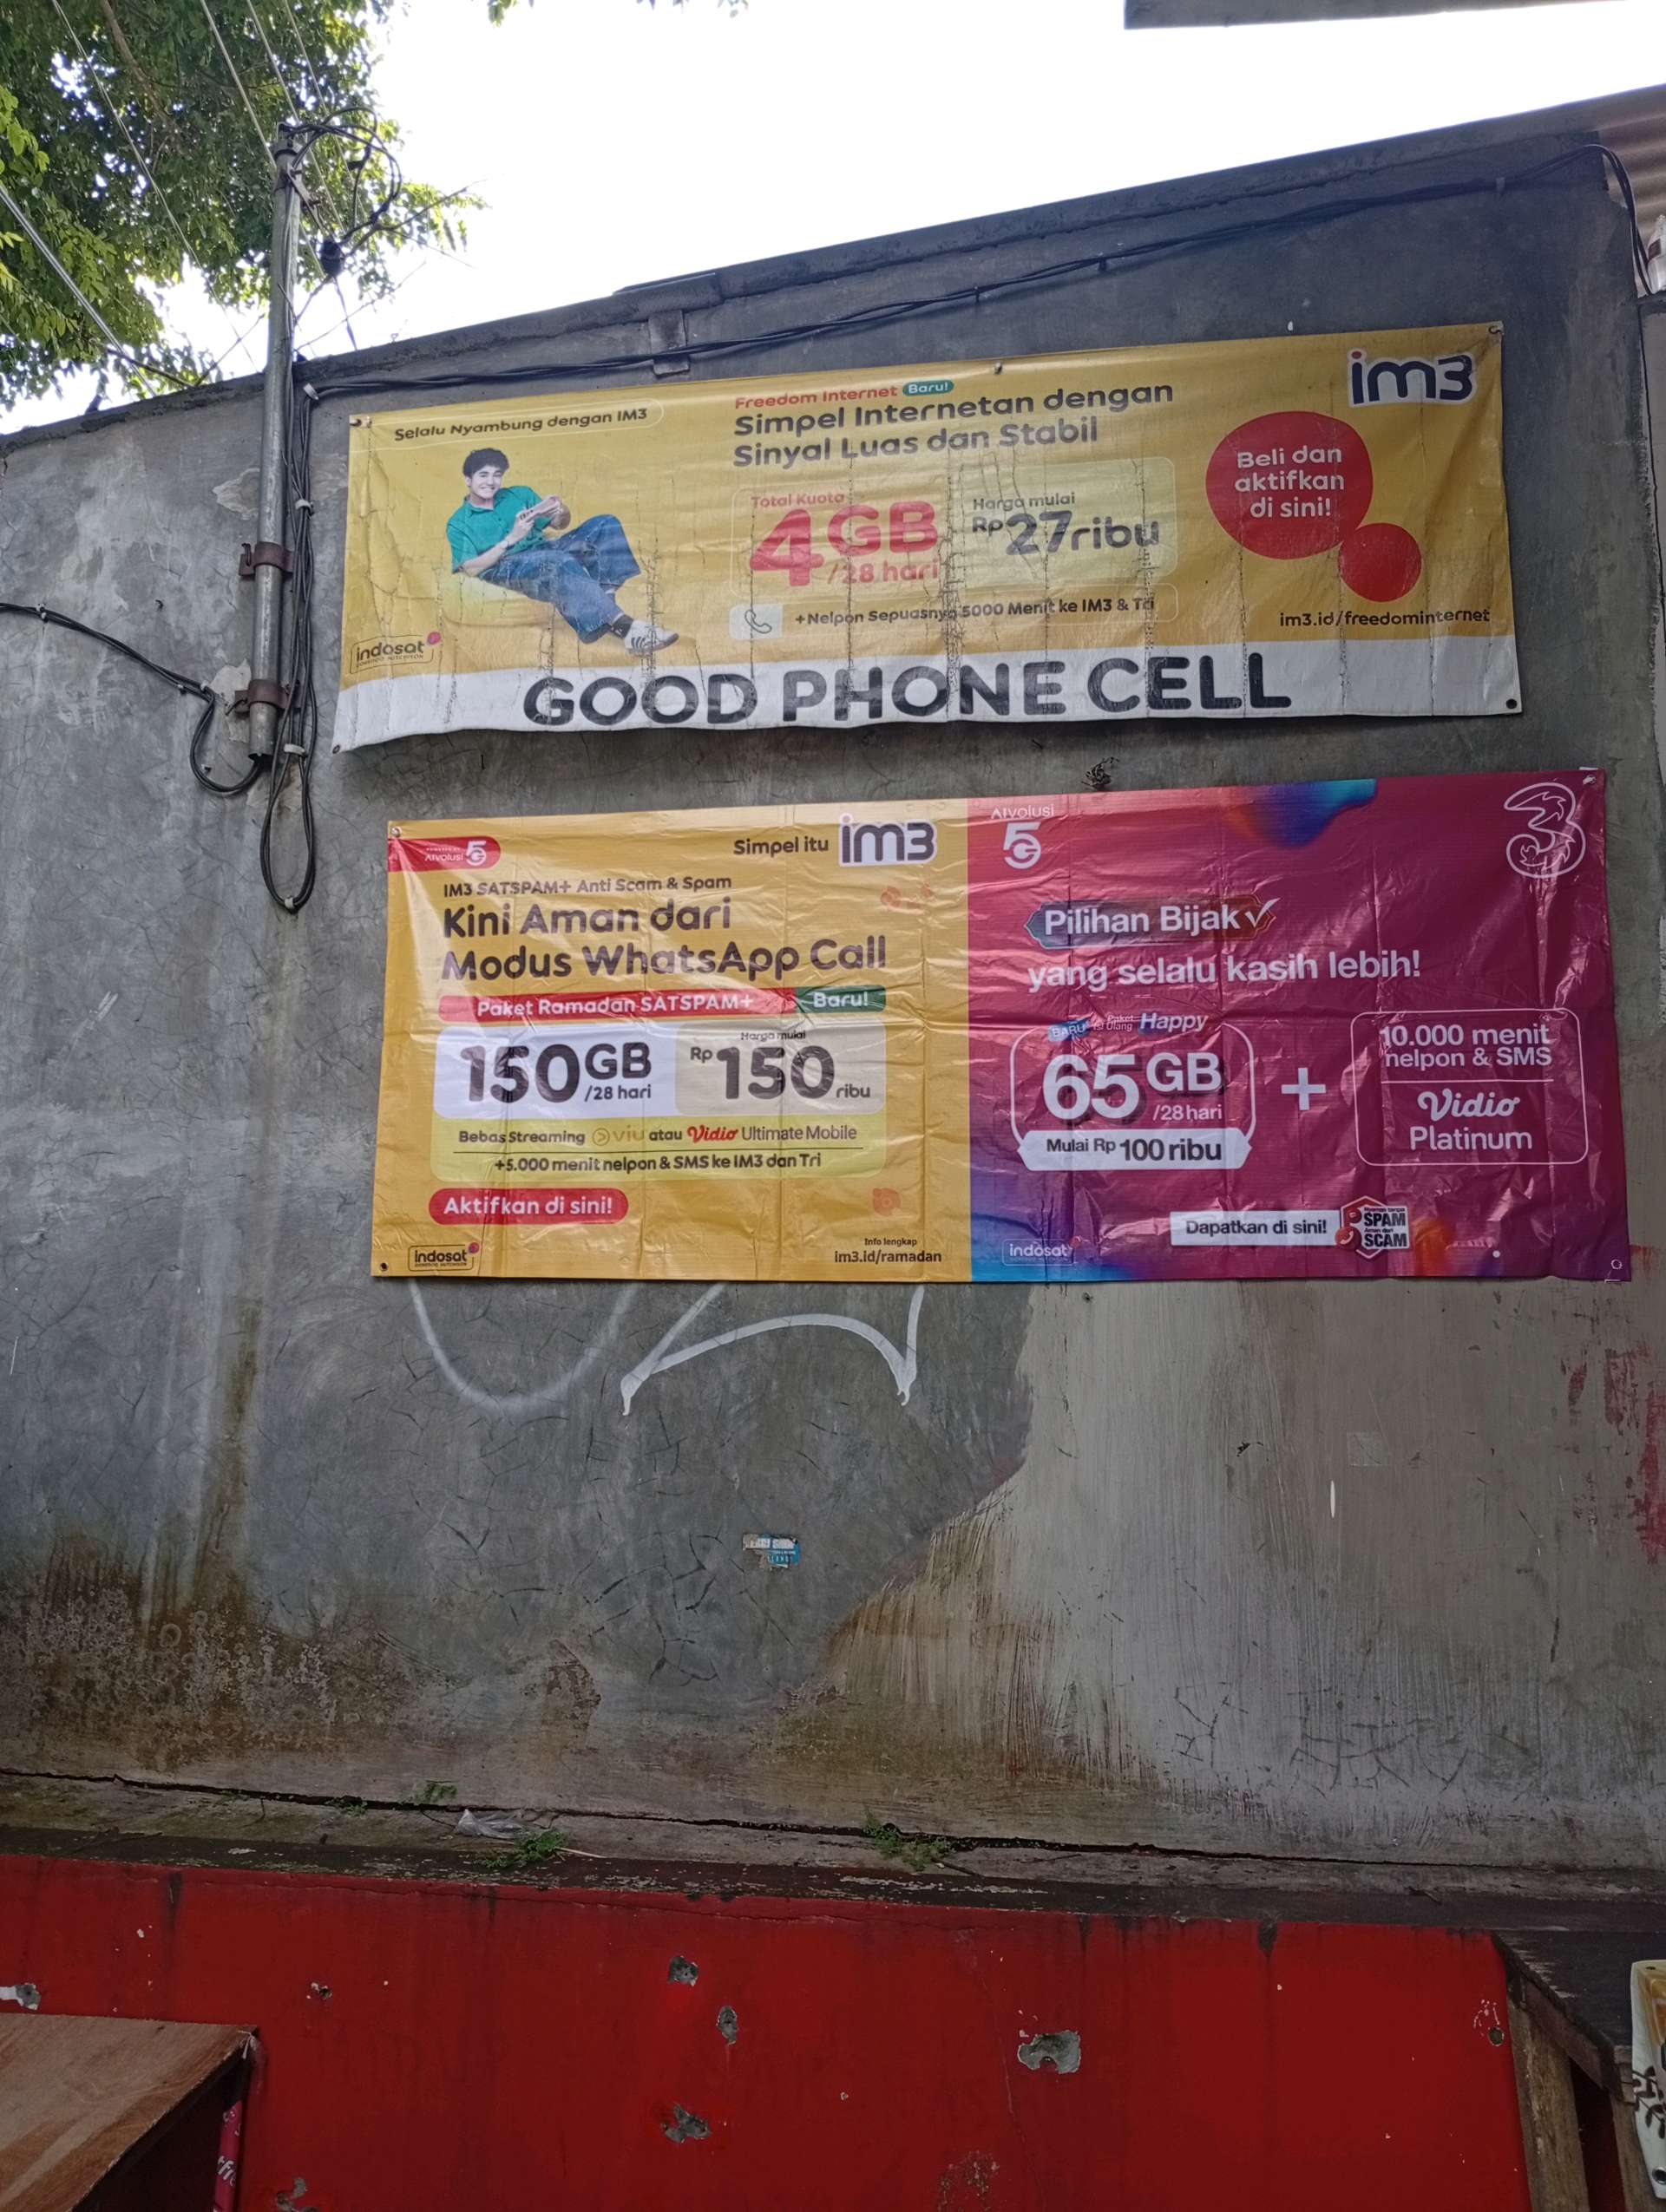 Selalu Nyambung dengan IM3
Freedom Internet Baru!
Simpel Internetan dengan
Sinyal Luas dan Stabil
Total Kuota
4GB
/28 hari
Harga mulai
Rp27ribu
+Nelpon Sepuasnya 5000 Menit ke IM3 & Tri
im3
Beli dan
aktifkan
di sini!
im3.id/freedominternet
indosat
GOOD PHONE CELL
AIvolusi 5G
Simpel itu im3
IM3 SATSPAM+ Anti Scam & Spam
Kini Aman dari
Modus WhatsApp Call
Paket Ramadan SATSPAM+ Baru!
150GB
/28 hari
Harga mulai
Rp150 ribu
Bebas Streaming viu atau Vidio Ultimate Mobile
+5.000 menit nelpon & SMS ke IM3 dan Tri
Aktifkan di sini!
indosat
Info lengkap
im3.id/ramadan
AIvolusi
5G
3
Pilihan Bijak
yang selalu kasih lebih!
BARU Paket Isi Ulang Happy
65GB
/28 hari
Mulai Rp 100 ribu
+
10.000 menit
nelpon & SMS
Vidio
Platinum
Dapatkan di sini!
SPAM
SCAM
indosat